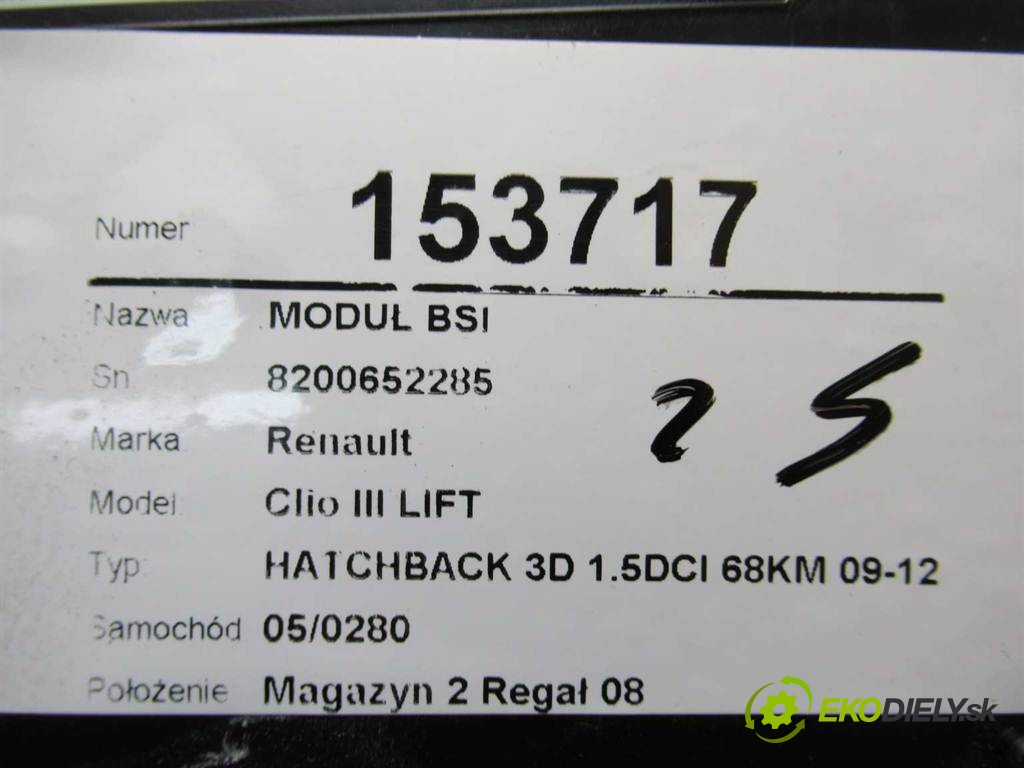 Numer 153717
Nazwa MODUŁ BSI
Sn 8200652285
Marka Renault
Model Clio III LIFT
Typ HATCHBACK 3D 1.5DCI 68KM 09-12
Samochód 05/0280
Położenie Magazyn 2 Regał 08
25
EKODIELY.sk